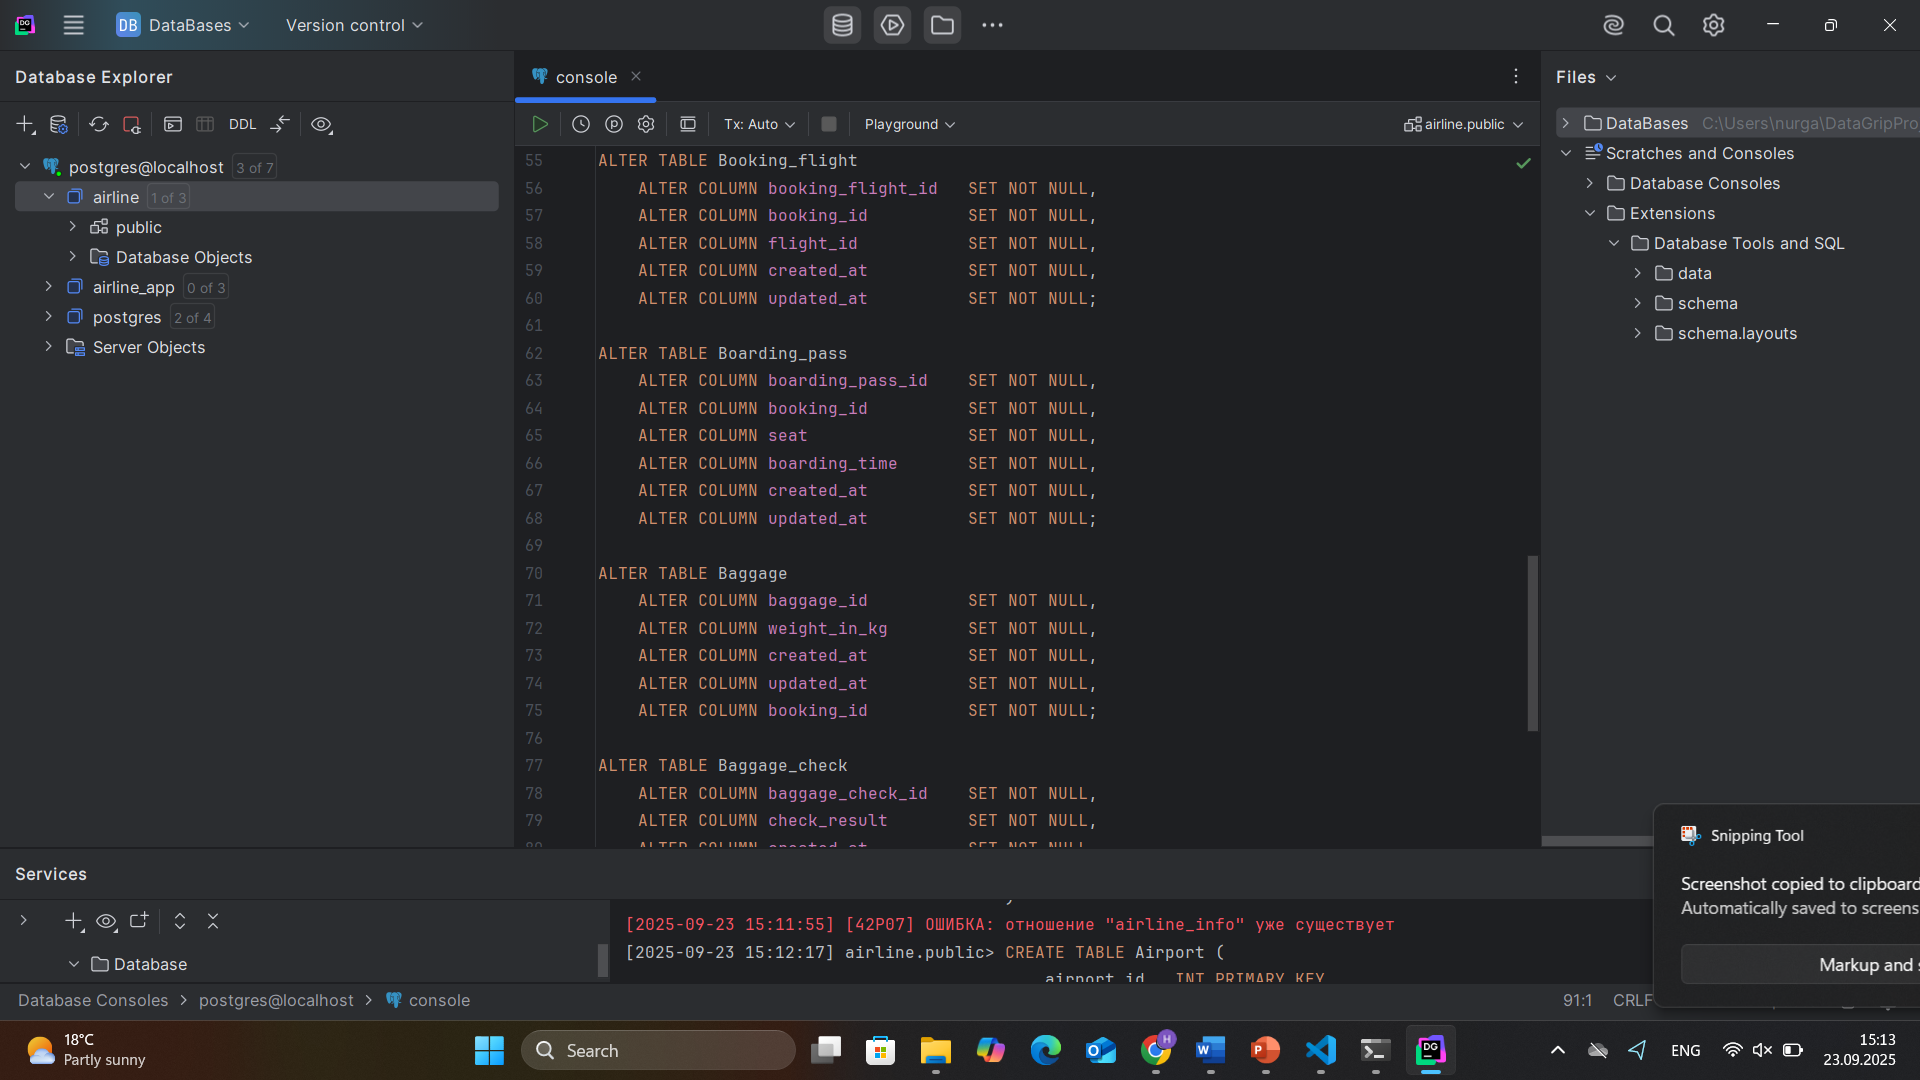 DB DataBases
Version control
Database Explorer
console
Files
DDL
Tx: Auto
Playground
airline.public
DataBases C:\Users\nurga\DataGripPro
postgres@localhost 3 of 7
Scratches and Consoles
airline 1 of 3
Database Consoles
public
Extensions
Database Objects
Database Tools and SQL
airline_app 0 of 3
data
postgres 2 of 4
schema
Server Objects
schema.layouts
55 ALTER TABLE Booking_flight
56 ALTER COLUMN booking_flight_id SET NOT NULL,
57 ALTER COLUMN booking_id SET NOT NULL,
58 ALTER COLUMN flight_id SET NOT NULL,
59 ALTER COLUMN created_at SET NOT NULL,
60 ALTER COLUMN updated_at SET NOT NULL;
61
62 ALTER TABLE Boarding_pass
63 ALTER COLUMN boarding_pass_id SET NOT NULL,
64 ALTER COLUMN booking_id SET NOT NULL,
65 ALTER COLUMN seat SET NOT NULL,
66 ALTER COLUMN boarding_time SET NOT NULL,
67 ALTER COLUMN created_at SET NOT NULL,
68 ALTER COLUMN updated_at SET NOT NULL;
69
70 ALTER TABLE Baggage
71 ALTER COLUMN baggage_id SET NOT NULL,
72 ALTER COLUMN weight_in_kg SET NOT NULL,
73 ALTER COLUMN created_at SET NOT NULL,
74 ALTER COLUMN updated_at SET NOT NULL,
75 ALTER COLUMN booking_id SET NOT NULL;
76
77 ALTER TABLE Baggage_check
78 ALTER COLUMN baggage_check_id SET NOT NULL,
79 ALTER COLUMN check_result SET NOT NULL,
80 ALTER COLUMN created_at SET NOT NULL,
Snipping Tool
Screenshot copied to clipboard
Automatically saved to screens
Markup and s
Services
Database
[2025-09-23 15:11:55] [42P07] ОШИБКА: отношение "airline_info" уже существует
[2025-09-23 15:12:17] airline.public> CREATE TABLE Airport (
airport_id INT PRIMARY KEY
Database Consoles > postgres@localhost > console
91:1 CRLF
18°C
Partly sunny
Search
ENG
15:13
23.09.2025